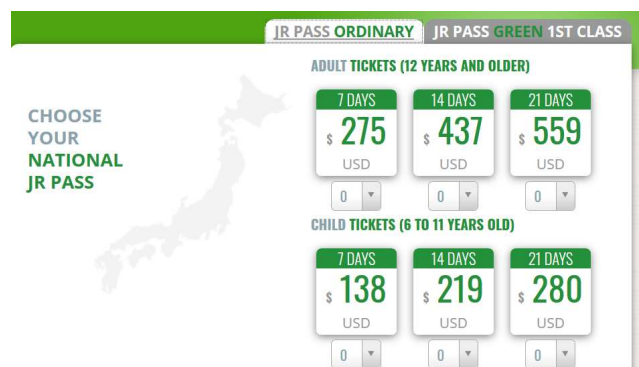 JR PASS ORDINARY JR PASS GREEN 1ST CLASS
ADULT TICKETS (12 YEARS AND OLDER)
CHOOSE
YOUR
NATIONAL
JR PASS
7 DAYS 14 DAYS 21 DAYS
$ 275 $ 437 $ 559
USD USD USD
0 0 0
CHILD TICKETS (6 TO 11 YEARS OLD)
7 DAYS 14 DAYS 21 DAYS
$ 138 $ 219 $ 280
USD USD USD
0 0 0